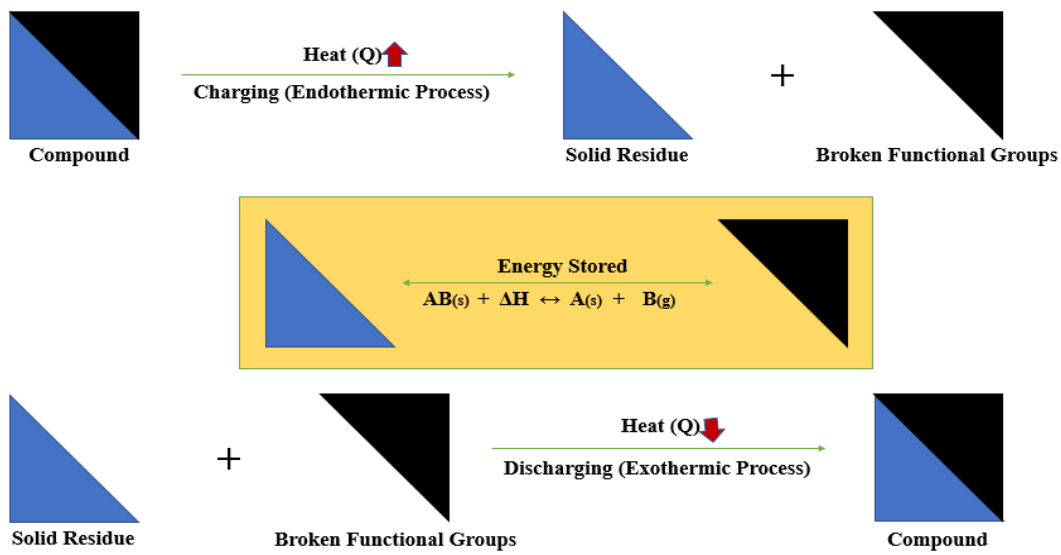 Heat (Q)
+
Charging (Endothermic Process)
Compound
Solid Residue
Broken Functional Groups
Energy Stored
AB(s) + ΔH ↔ A(s) + B(g)
Heat (Q)
+
Discharging (Exothermic Process)
Solid Residue
Broken Functional Groups
Compound